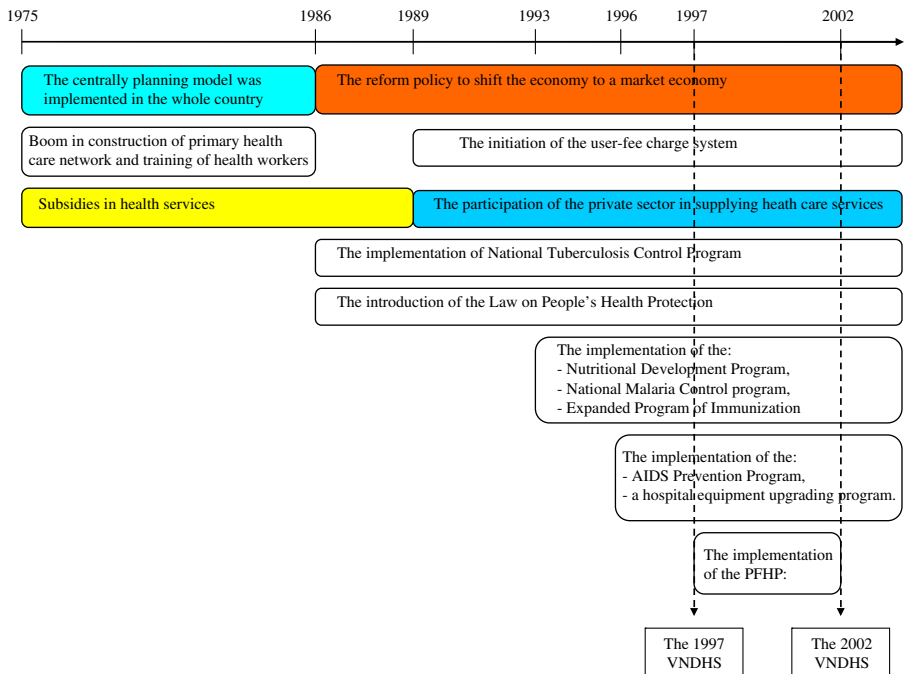 1975 1986 1989 1993 1996 1997 2002
The centrally planning model was
implemented in the whole country
The reform policy to shift the economy to a market economy
Boom in construction of primary health
care network and training of health workers
The initiation of the user-fee charge system
Subsidies in health services
The participation of the private sector in supplying heath care services
The implementation of National Tuberculosis Control Program
The introduction of the Law on People's Health Protection
The implementation of the:
- Nutritional Development Program,
- National Malaria Control program,
- Expanded Program of Immunization
The implementation of the:
- AIDS Prevention Program,
- a hospital equipment upgrading program.
The implementation
of the PFHP:
The 1997
VNDHS
The 2002
VNDHS